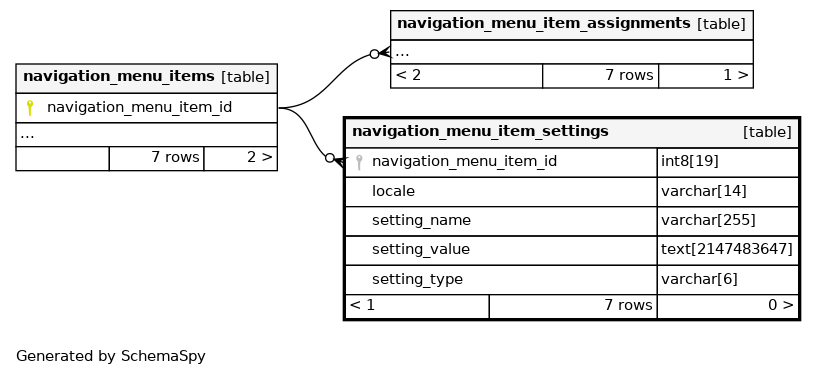 navigation_menu_item_assignments [table]
...
< 2 7 rows 1 >
navigation_menu_items [table]
navigation_menu_item_id
...
7 rows 2 >
navigation_menu_item_settings [table]
navigation_menu_item_id int8[19]
locale varchar[14]
setting_name varchar[255]
setting_value text[2147483647]
setting_type varchar[6]
< 1 7 rows 0 >
Generated by SchemaSpy